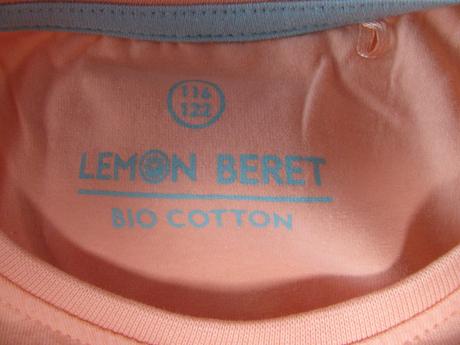 116
122
LEMON BERET
BIO COTTON